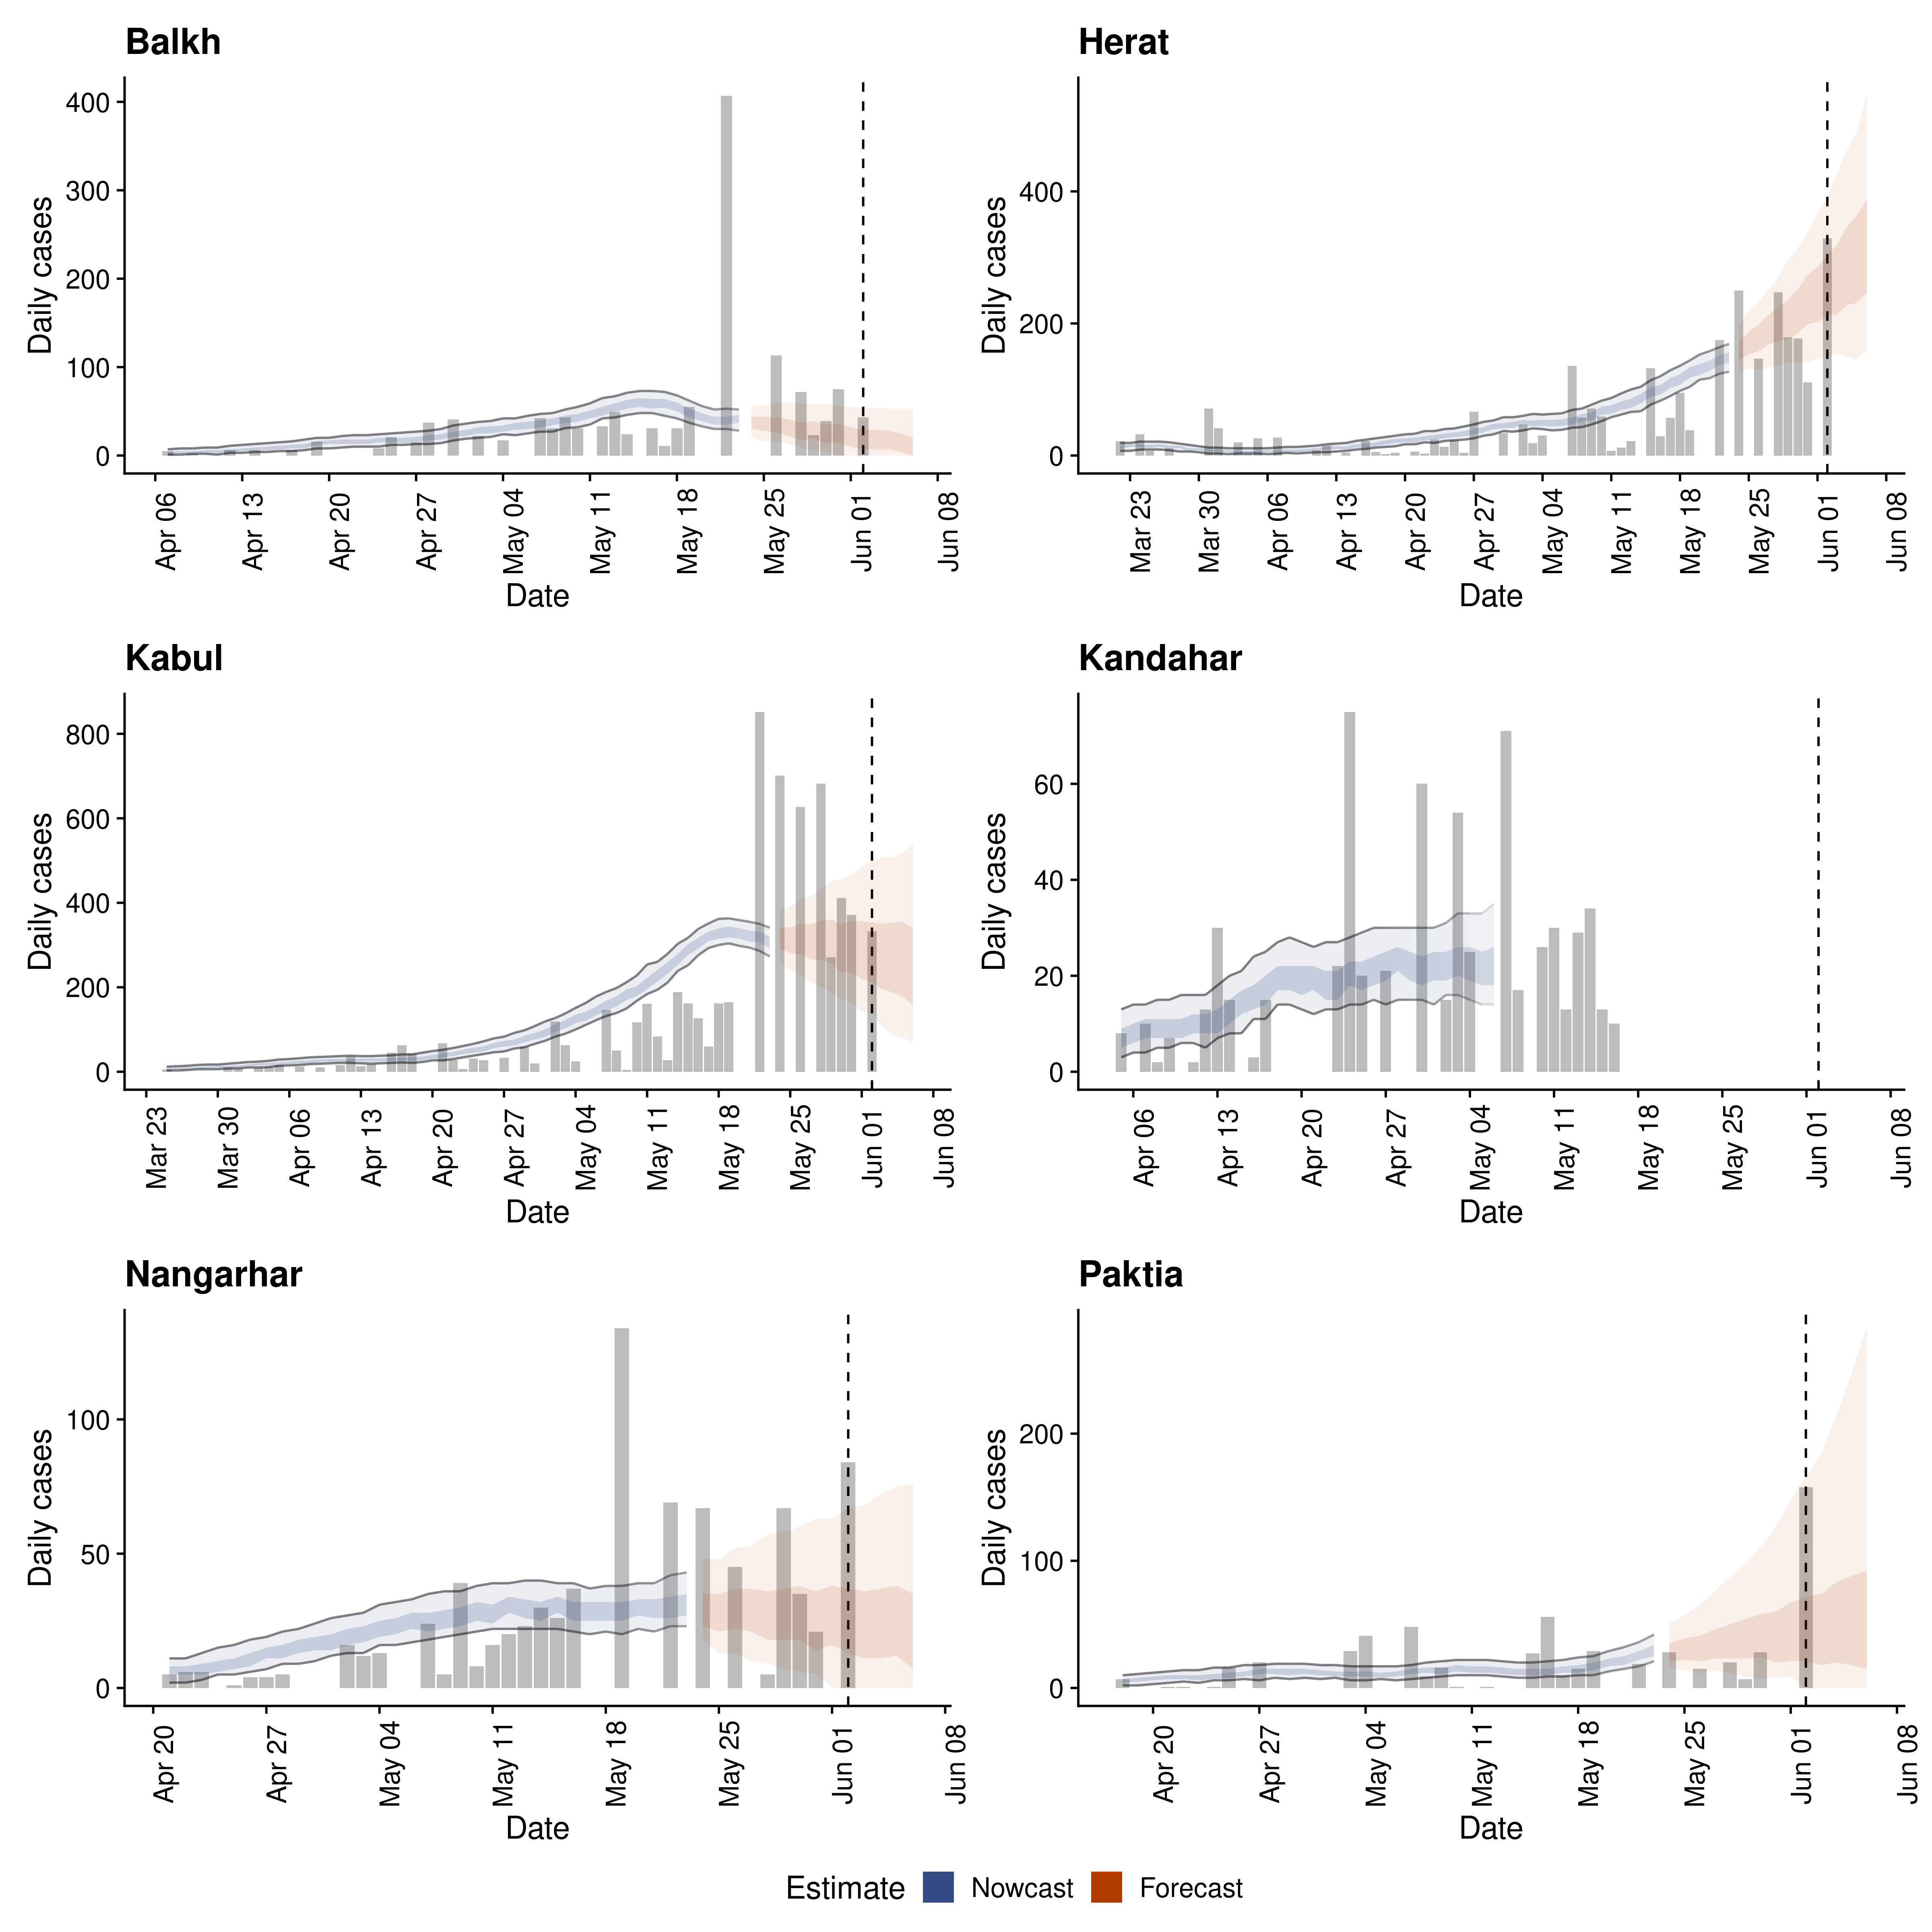 Balkh
Daily cases
400
300
200
100
0
Apr 06
Apr 13
Apr 20
Apr 27
May 04
May 11
May 18
May 25
Jun 01
Jun 08
Date
Herat
Daily cases
400
200
0
Mar 23
Mar 30
Apr 06
Apr 13
Apr 20
Apr 27
May 04
May 11
May 18
May 25
Jun 01
Jun 08
Date
Kabul
Daily cases
800
600
400
200
0
Mar 23
Mar 30
Apr 06
Apr 13
Apr 20
Apr 27
May 04
May 11
May 18
May 25
Jun 01
Jun 08
Date
Kandahar
Daily cases
60
40
20
0
Apr 06
Apr 13
Apr 20
Apr 27
May 04
May 11
May 18
May 25
Jun 01
Jun 08
Date
Nangarhar
Daily cases
100
50
0
Apr 20
Apr 27
May 04
May 11
May 18
May 25
Jun 01
Jun 08
Date
Paktia
Daily cases
200
100
0
Apr 20
Apr 27
May 04
May 11
May 18
May 25
Jun 01
Jun 08
Date
Estimate Nowcast Forecast